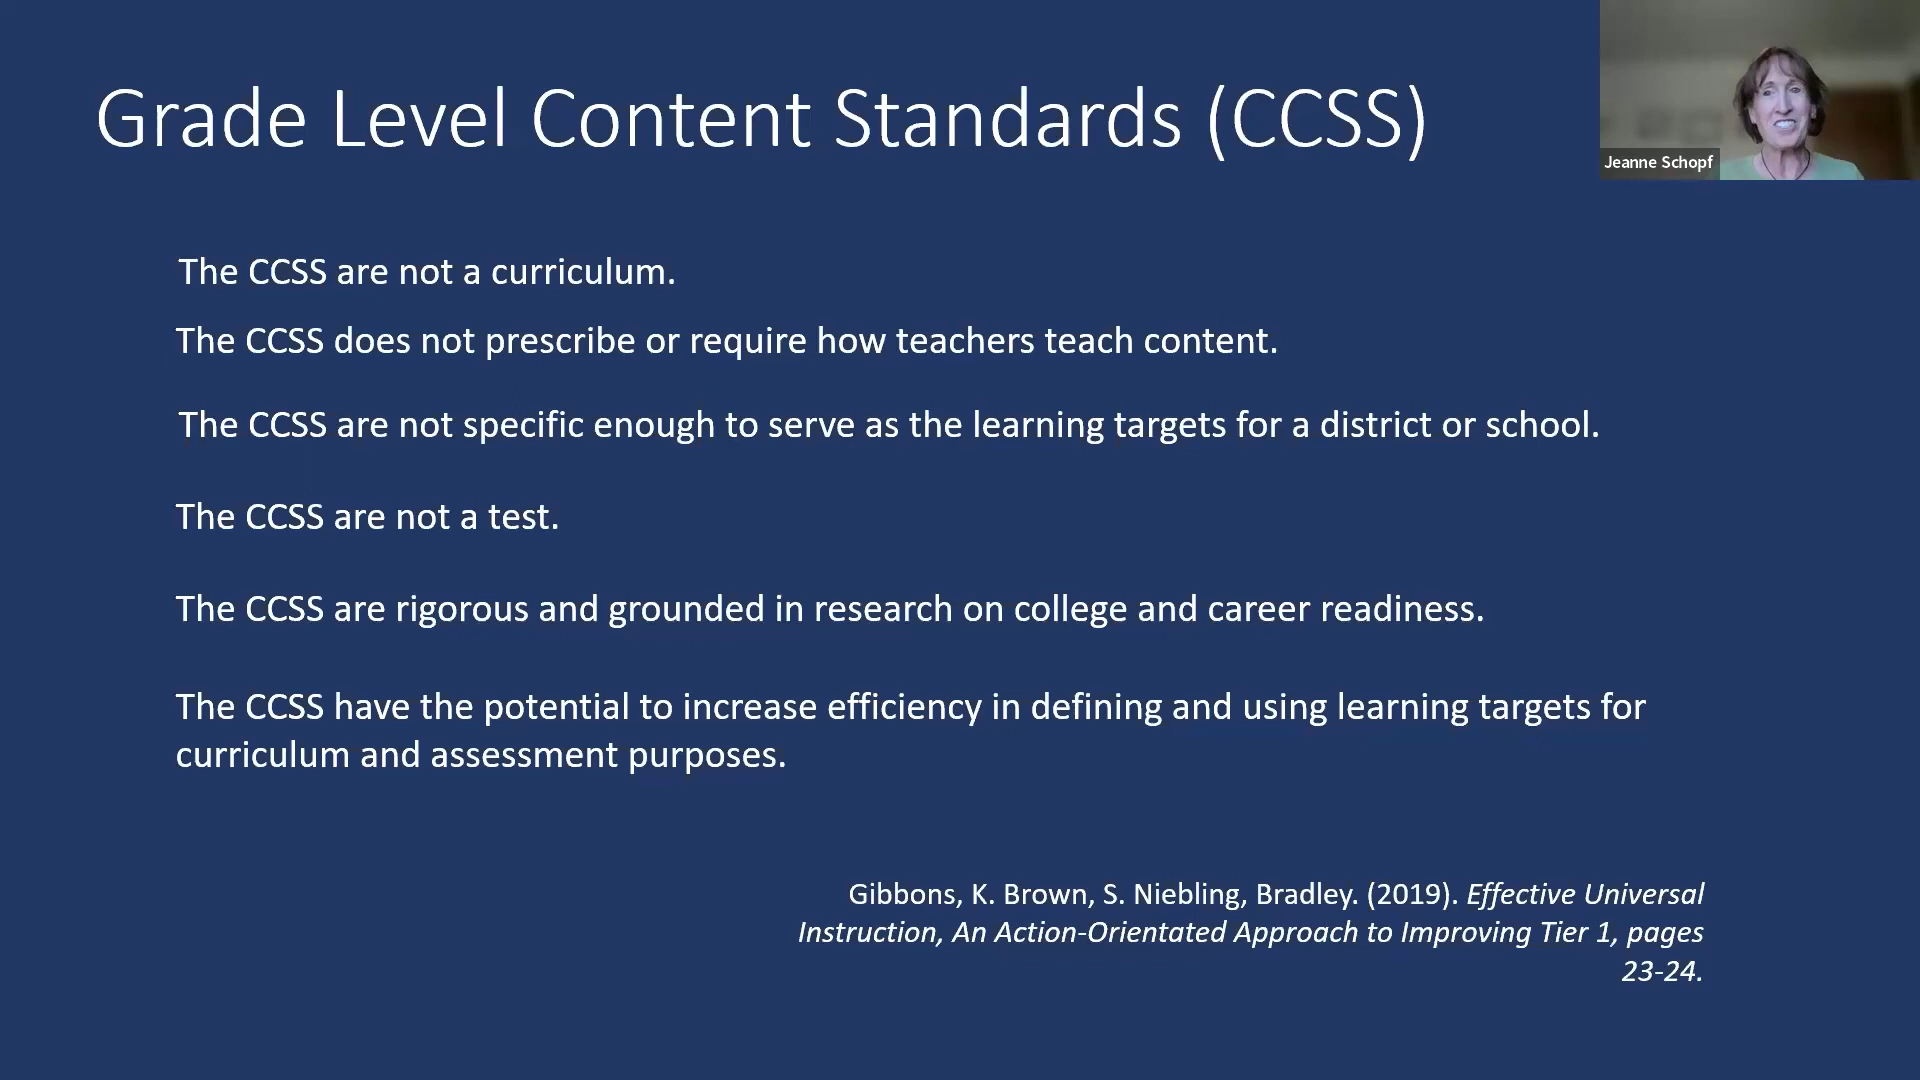 Grade Level Content Standards (CCSS)
Jeanne Schopf
The CCSS are not a curriculum.
The CCSS does not prescribe or require how teachers teach content.
The CCSS are not specific enough to serve as the learning targets for a district or school.
The CCSS are not a test.
The CCSS are rigorous and grounded in research on college and career readiness.
The CCSS have the potential to increase efficiency in defining and using learning targets for
curriculum and assessment purposes.
Gibbons, K. Brown, S. Niebling, Bradley. (2019). Effective Universal
Instruction, An Action-Orientated Approach to Improving Tier 1, pages
23-24.